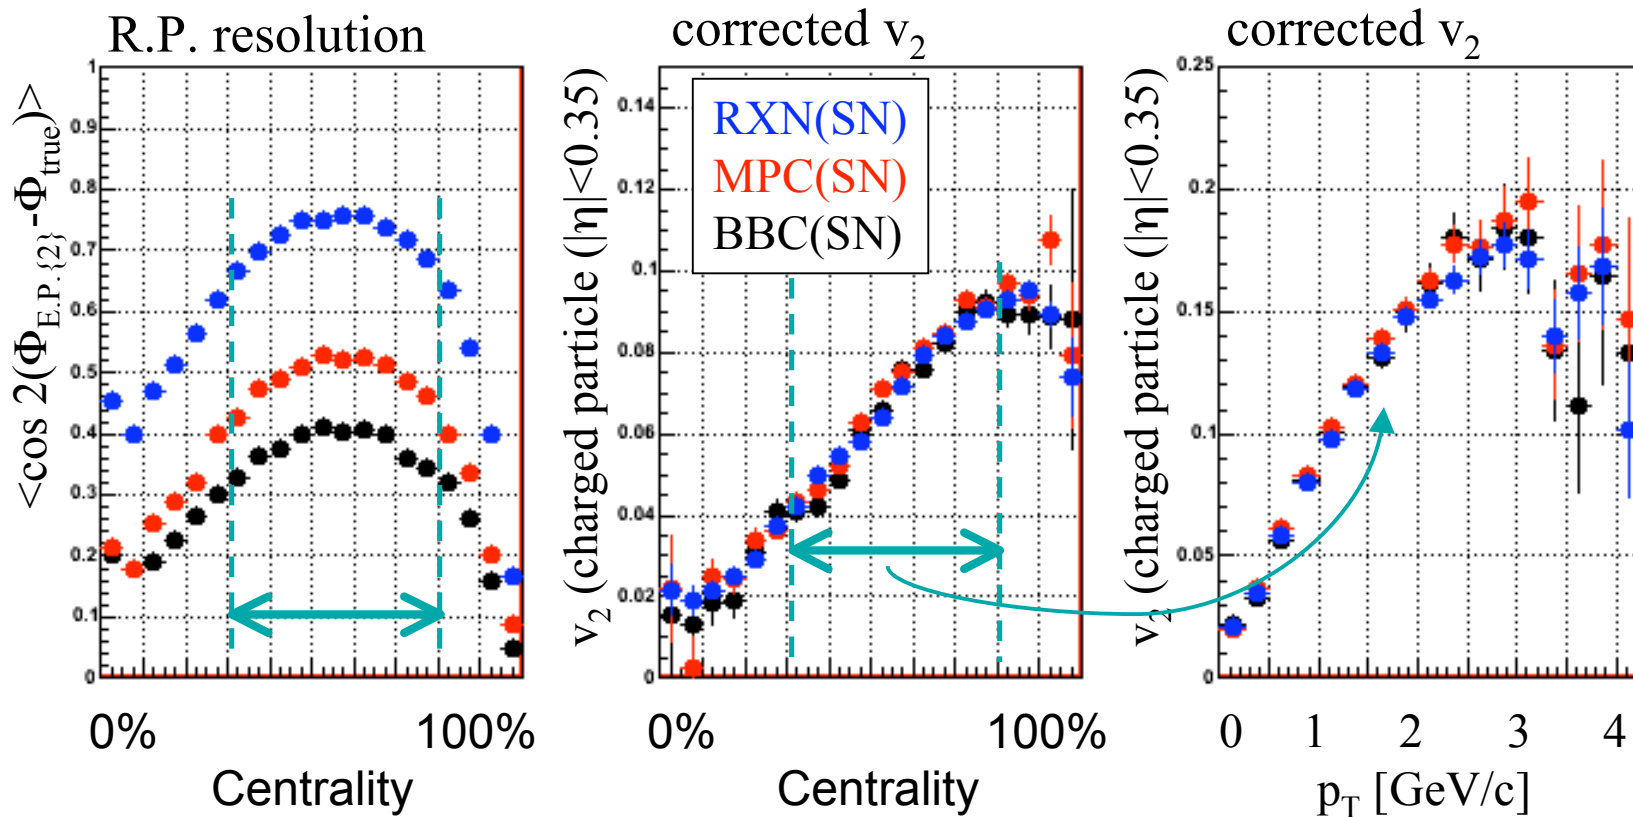 R.P. resolution
<cos 2(Φ_E.P.{2}-Φ_true)>
1
0.9
0.8
0.7
0.6
0.5
0.4
0.3
0.2
0.1
0
0% 100%
Centrality
corrected v₂
v₂ (charged particle (|η|<0.35)
0.14
0.12
0.1
0.08
0.06
0.04
0.02
0
RXN(SN)
MPC(SN)
BBC(SN)
0% 100%
Centrality
corrected v₂
v₂ (charged particle (|η|<0.35)
0.25
0.2
0.15
0.1
0.05
0
0 1 2 3 4
p_T [GeV/c]